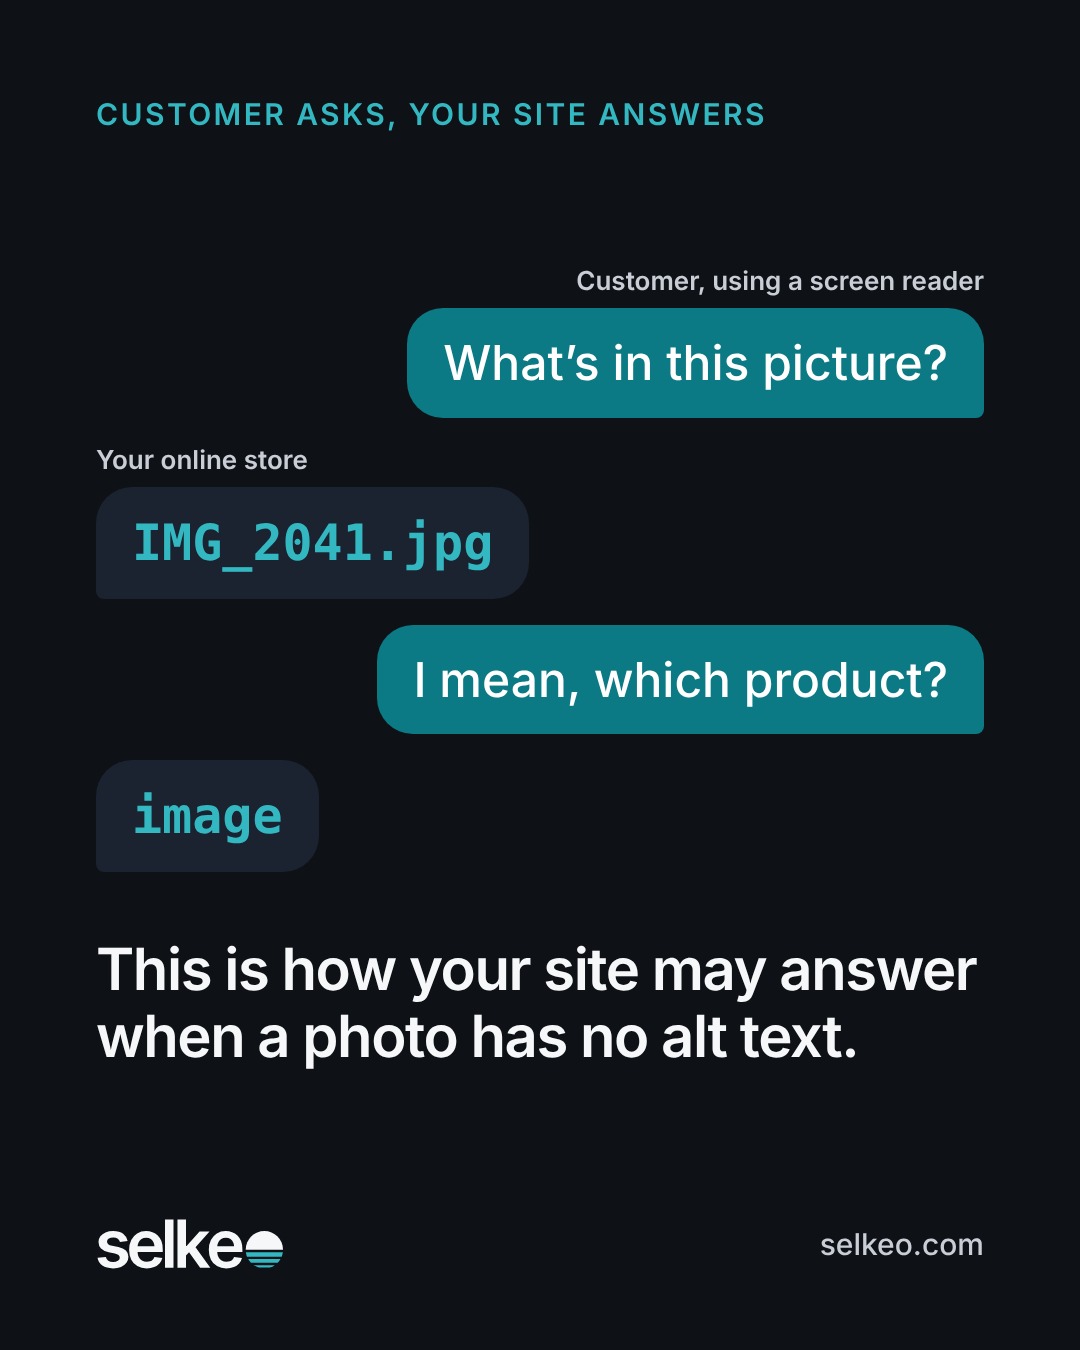 CUSTOMER ASKS, YOUR SITE ANSWERS
Customer, using a screen reader
What’s in this picture?
Your online store
IMG_2041.jpg
I mean, which product?
image
This is how your site may answer
when a photo has no alt text.
selkeo
selkeo.com